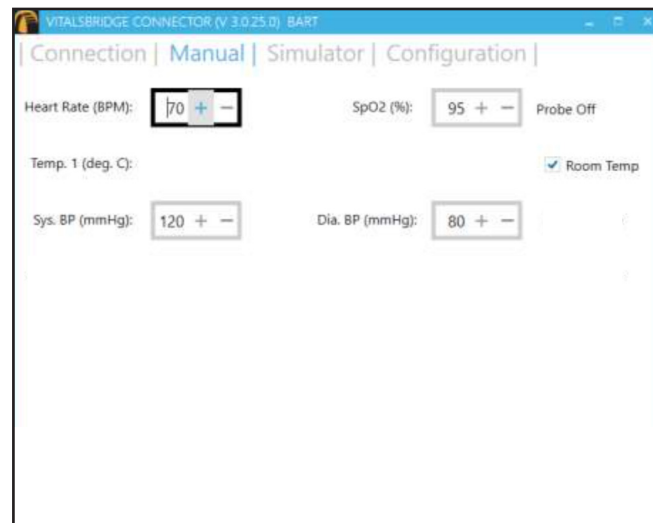 VITALSBRIDGE CONNECTOR (V 3.0.25.0) BART
| Connection | Manual | Simulator | Configuration |
Heart Rate (BPM): 70 + − SpO2 (%): 95 + − Probe Off
Temp. 1 (deg. C): Room Temp
Sys. BP (mmHg): 120 + − Dia. BP (mmHg): 80 + −